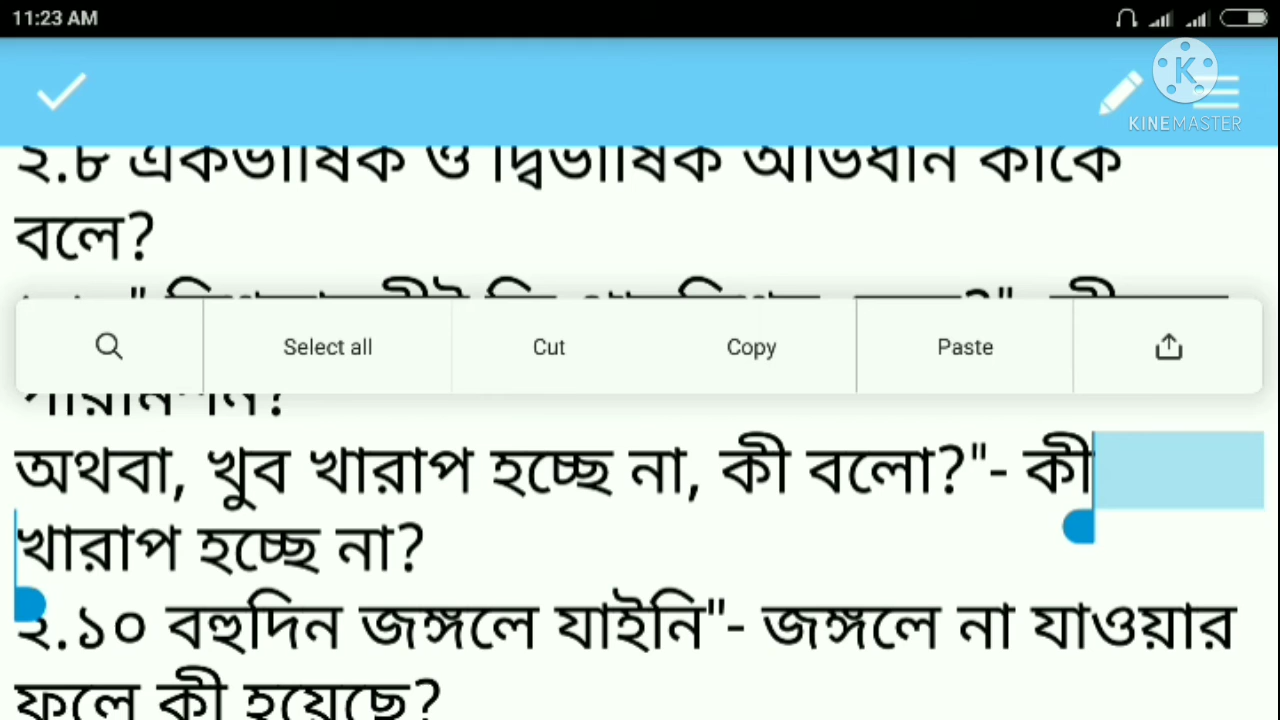 11:23 AM
KINEMASTER
২.৮ একভাষিক ও দ্বিভাষিক অভিধান কাকে
বলে?
Select all Cut Copy Paste
অথবা, খুব খারাপ হচ্ছে না, কী বলো?"- কী
খারাপ হচ্ছে না?
২.১০ বহুদিন জঙ্গলে যাইনি"- জঙ্গলে না যাওয়ার
ফলে কী হয়েছে?